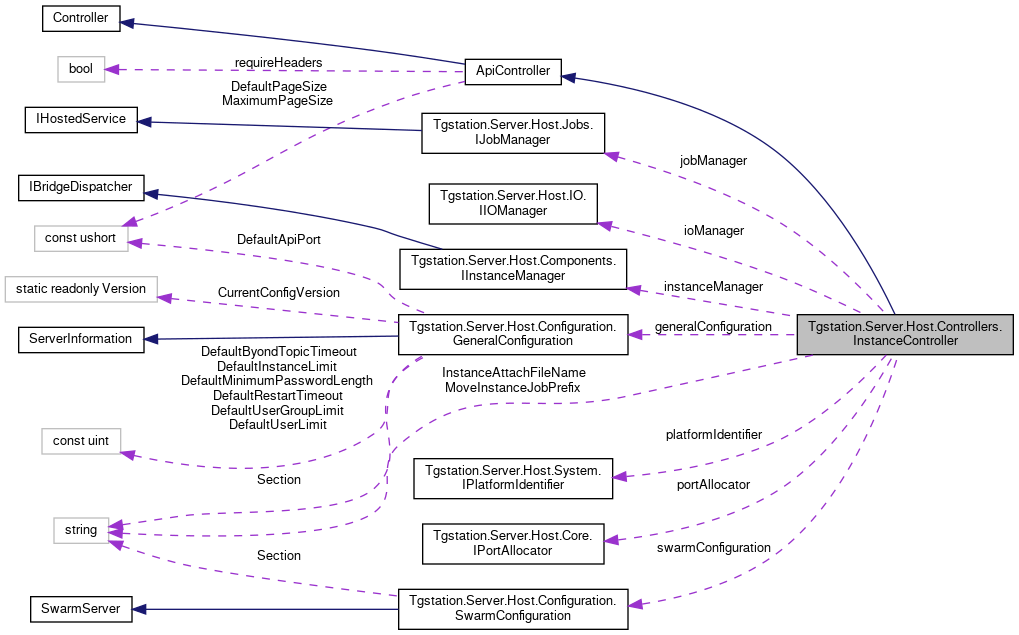 Controller
bool
requireHeaders
ApiController
DefaultPageSize
MaximumPageSize
IHostedService
Tgstation.Server.Host.Jobs.
IJobManager
jobManager
IBridgeDispatcher
Tgstation.Server.Host.IO.
IIOManager
ioManager
const ushort
DefaultApiPort
Tgstation.Server.Host.Components.
IInstanceManager
instanceManager
static readonly Version
CurrentConfigVersion
Tgstation.Server.Host.Configuration.
GeneralConfiguration
generalConfiguration
Tgstation.Server.Host.Controllers.
InstanceController
ServerInformation
DefaultByondTopicTimeout
DefaultInstanceLimit
DefaultMinimumPasswordLength
DefaultRestartTimeout
DefaultUserGroupLimit
DefaultUserLimit
InstanceAttachFileName
MoveInstanceJobPrefix
const uint
platformIdentifier
Section
Tgstation.Server.Host.System.
IPlatformIdentifier
portAllocator
string
Tgstation.Server.Host.Core.
IPortAllocator
Section
swarmConfiguration
SwarmServer
Tgstation.Server.Host.Configuration.
SwarmConfiguration